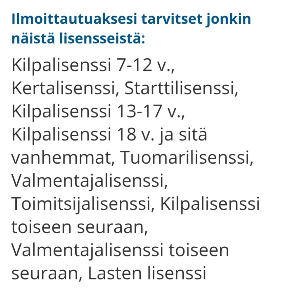 Ilmoittautuaksesi tarvitset jonkin
näistä lisensseistä:
Kilpalisenssi 7-12 v.,
Kertalisenssi, Starttilisenssi,
Kilpalisenssi 13-17 v.,
Kilpalisenssi 18 v. ja sitä
vanhemmat, Tuomarilisenssi,
Valmentajalisenssi,
Toimitsijalisenssi, Kilpalisenssi
toiseen seuraan,
Valmentajalisenssi toiseen
seuraan, Lasten lisenssi